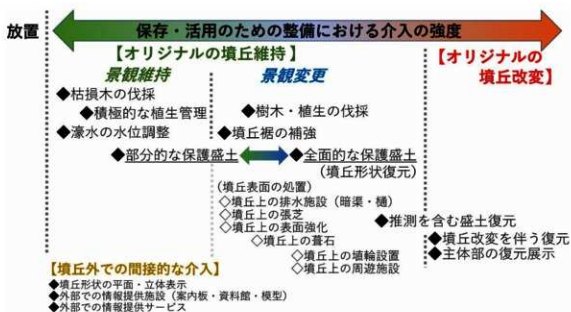 放置
保存・活用のための整備における介入の強度
【オリジナルの墳丘維持】
【オリジナルの
墳丘改変】
景観維持
景観変更
◆枯損木の伐採
◆積極的な植生管理
◆濠水の水位調整
◆樹木・植生の伐採
◆墳丘裾の補強
◆部分的な保護盛土
◆全面的な保護盛土
(墳丘形状復元)
(墳丘表面の処置)
◇墳丘上の排水施設（暗渠・樋）
◇墳丘上の張芝
◇墳丘上の表面強化
◇墳丘上の葺石
◇墳丘上の埴輪設置
◇墳丘上の周遊施設
◆推測を含む盛土復元
◆墳丘改変を伴う復元
◆主体部の復元展示
【墳丘外での間接的な介入】
◆墳丘形状の平面・立体表示
◆外部での情報提供施設（案内板・資料館・模型）
◆外部での情報提供サービス